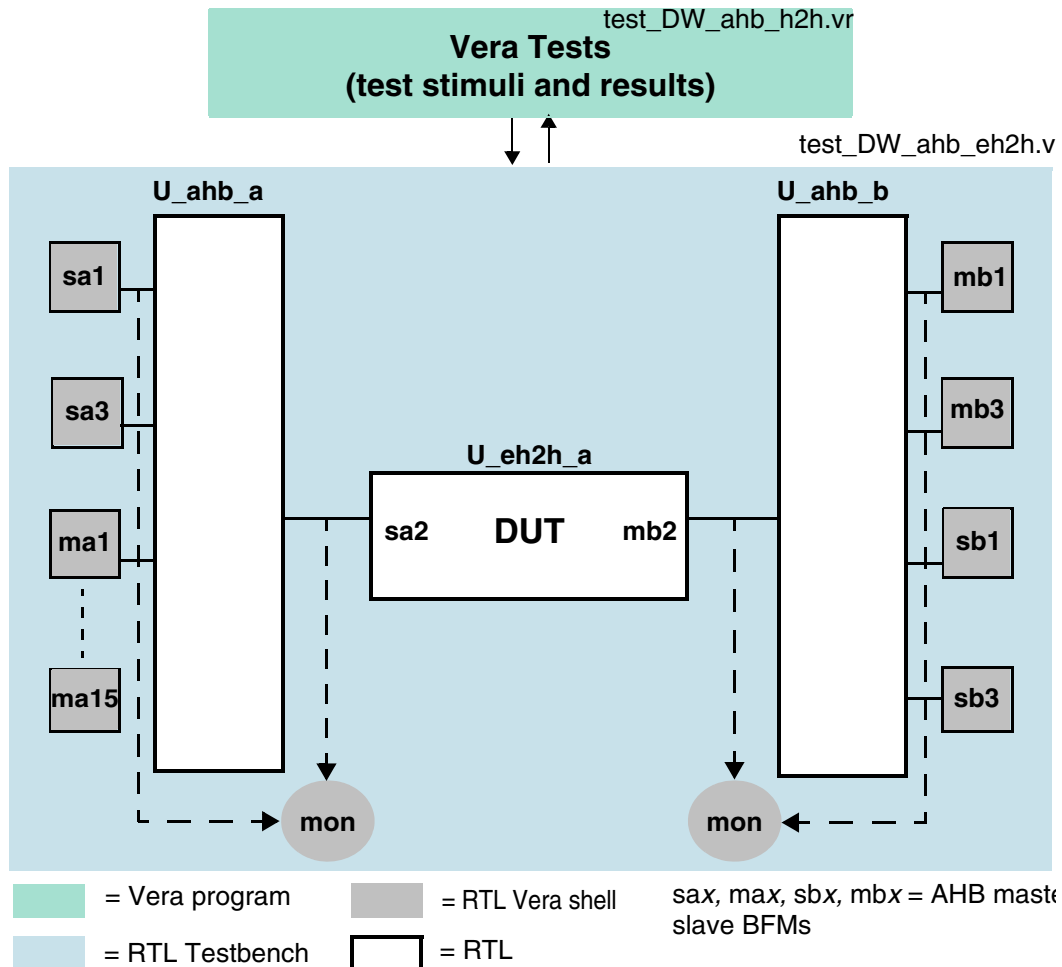 test_DW_ahb_h2h.vr
Vera Tests
(test stimuli and results)
test_DW_ahb_eh2h.v
U_ahb_a
U_ahb_b
sa1
mb1
sa3
mb3
U_eh2h_a
sa2
DUT
mb2
ma1
sb1
ma15
sb3
mon
mon
= Vera program
= RTL Vera shell
sax, max, sbx, mbx = AHB maste
slave BFMs
= RTL Testbench
= RTL